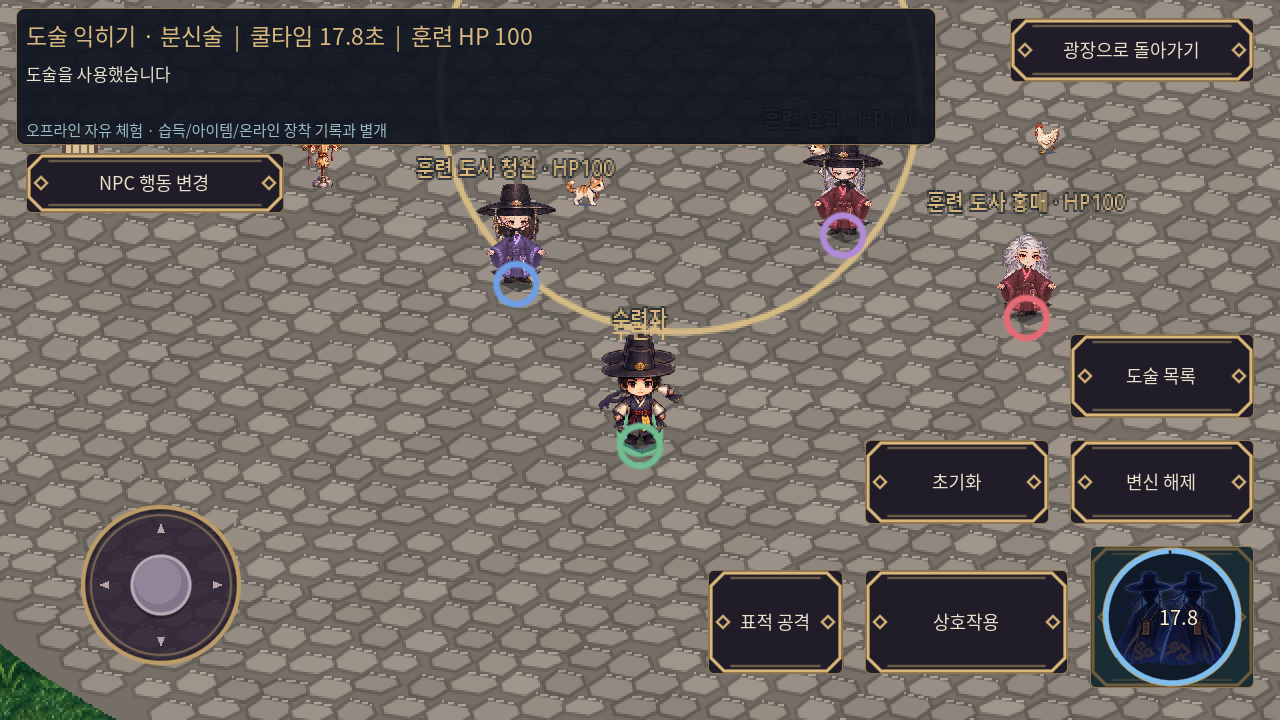 도술 익히기 · 분신술 | 쿨타임 17.8초 | 훈련 HP 100
도술을 사용했습니다
오프라인 자유 체험 · 습득/아이템/온라인 장착 기록과 별개
광장으로 돌아가기
훈련 요괴 · HP100
NPC 행동 변경
훈련 도사 청월 · HP100
훈련 도사 홍매 · HP100
수련자
도술 목록
초기화
변신 해제
표적 공격
상호작용
17.8